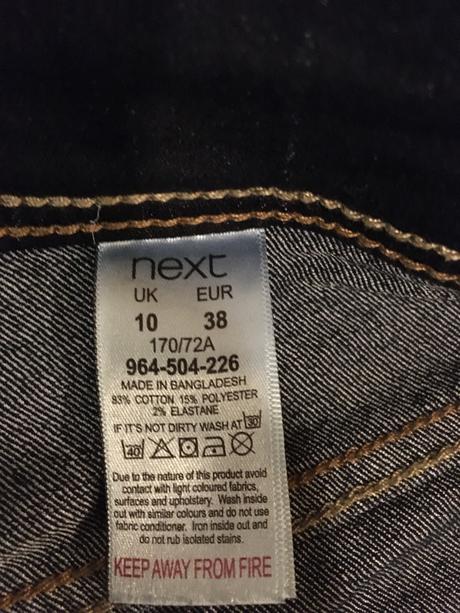 next
UK EUR
10 38
170/72A
964-504-226
MADE IN BANGLADESH
83% COTTON 15% POLYESTER
2% ELASTANE
IF IT'S NOT DIRTY WASH AT 30
40
Due to the nature of this product avoid
contact with light coloured fabrics,
surfaces and upholstery. Wash inside
out with similar colours and do not use
fabric conditioner. Iron inside out and
do not rub isolated stains.
KEEP AWAY FROM FIRE